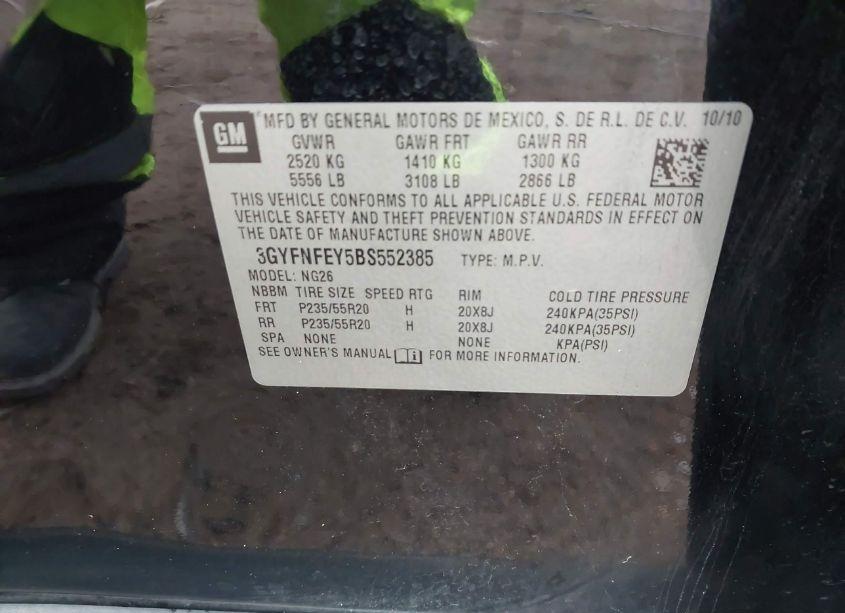 GM ® MFD BY GENERAL MOTORS DE MEXICO, S. DE R.L. DE C.V. 10/10
GVWR GAWR FRT GAWR RR
2520 KG 1410 KG 1300 KG
5556 LB 3108 LB 2866 LB
THIS VEHICLE CONFORMS TO ALL APPLICABLE U.S. FEDERAL MOTOR
VEHICLE SAFETY AND THEFT PREVENTION STANDARDS IN EFFECT ON
THE DATE OF MANUFACTURE SHOWN ABOVE.
3GYFNFEY5BS552385 TYPE: M.P.V.
MODEL: NG26
NBBM TIRE SIZE SPEED RTG RIM COLD TIRE PRESSURE
FRT P235/55R20 H 20X8J 240KPA(35PSI)
RR P235/55R20 H 20X8J 240KPA(35PSI)
SPA NONE NONE KPA(PSI)
SEE OWNER'S MANUAL FOR MORE INFORMATION.